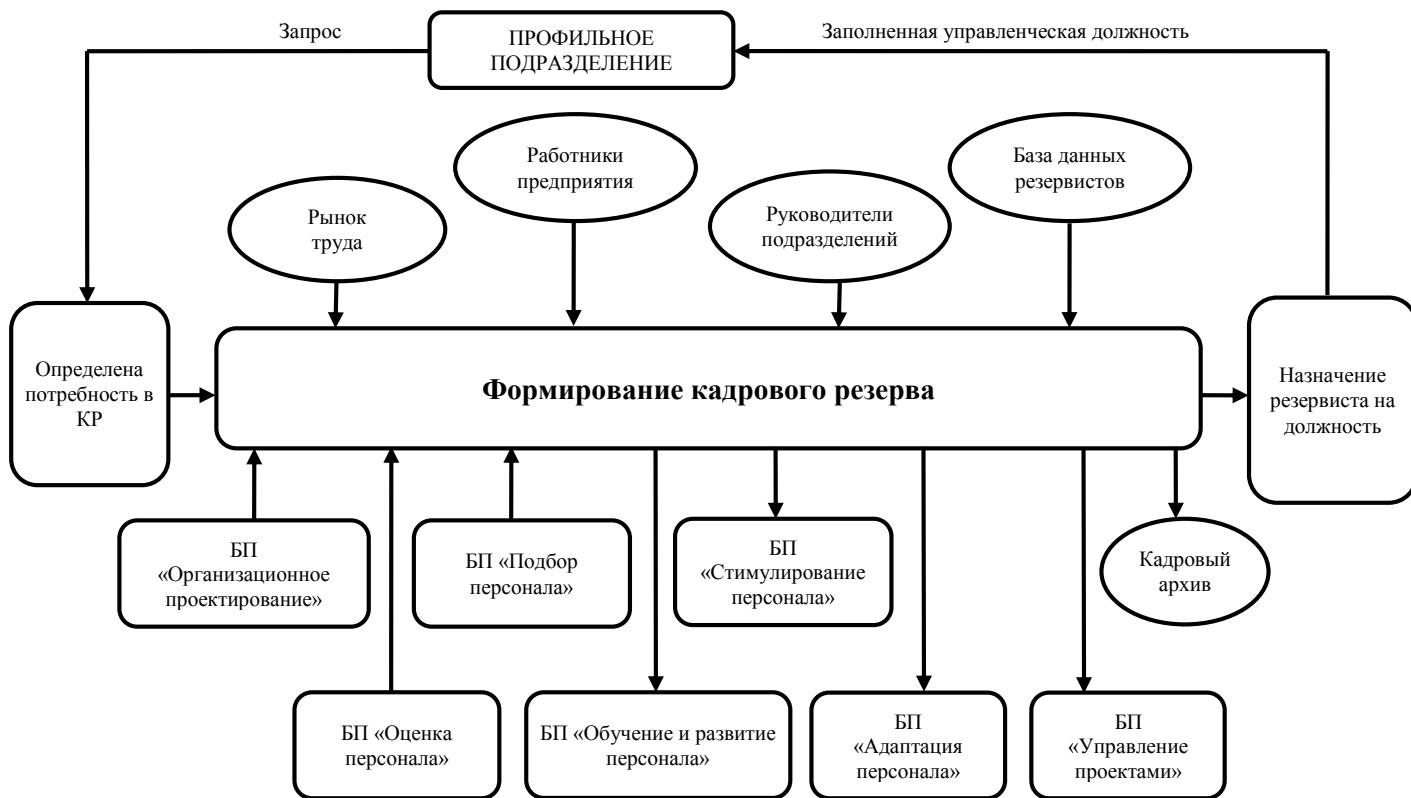 Запрос
ПРОФИЛЬНОЕ
ПОДРАЗДЕЛЕНИЕ
Заполненная управленческая должность
Рынок
труда
Работники
предприятия
Руководители
подразделений
База данных
резервистов
Определена
потребность в
КР
Формирование кадрового резерва
Назначение
резервиста на
должность
БП
«Организационное
проектирование»
БП «Подбор
персонала»
БП
«Стимулирование
персонала»
Кадровый
архив
БП «Оценка
персонала»
БП «Обучение и развитие
персонала»
БП
«Адаптация
персонала»
БП
«Управление
проектами»